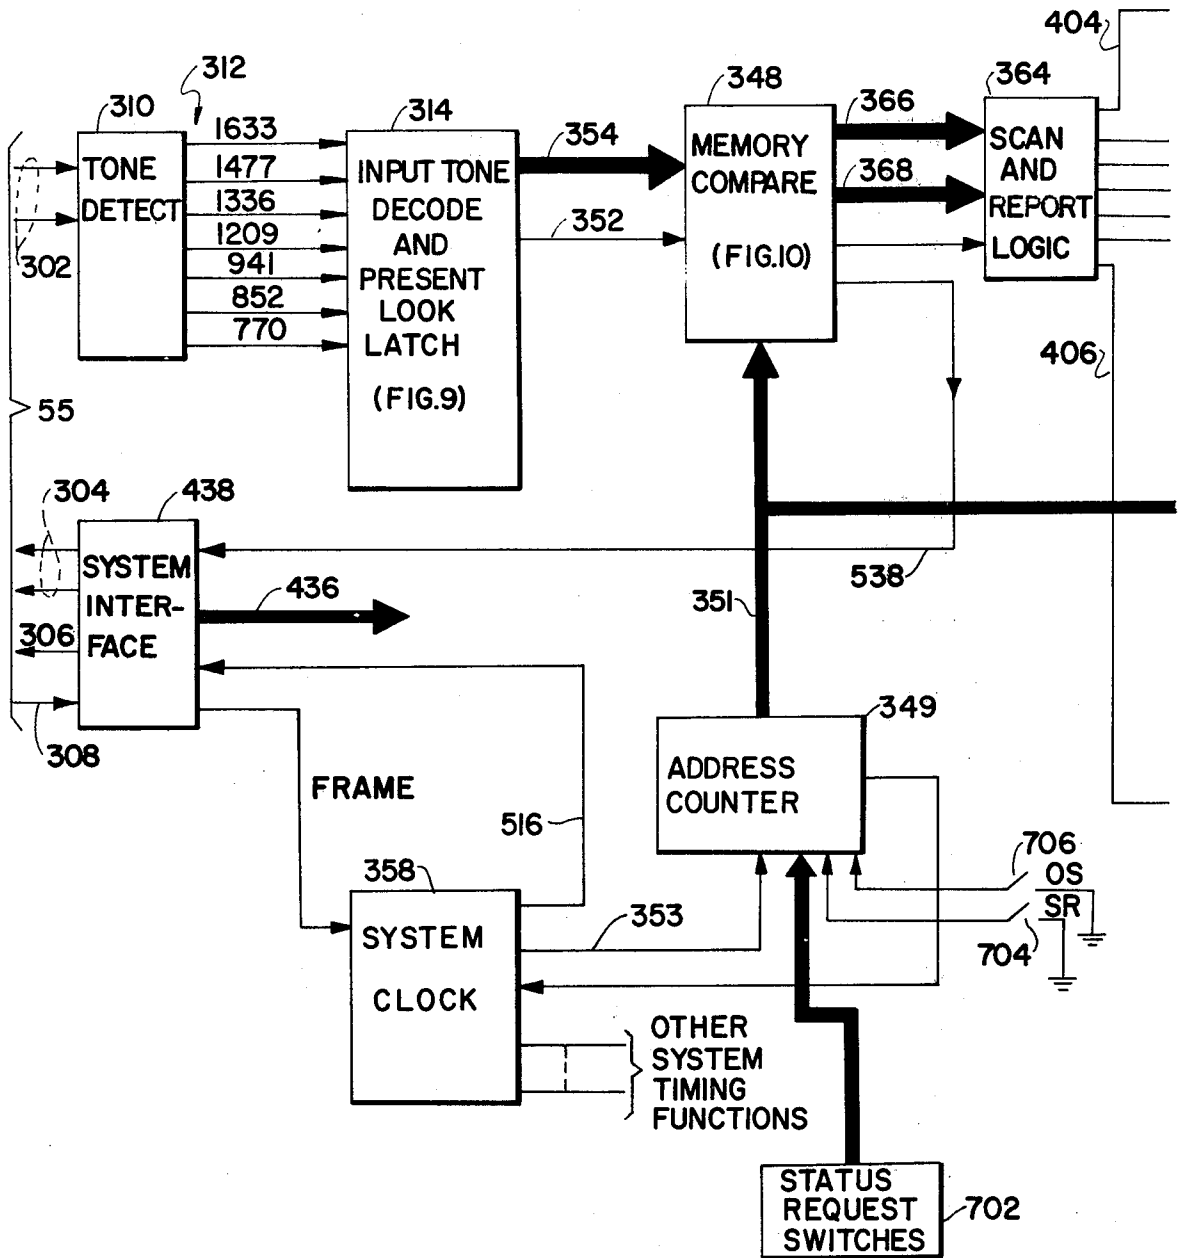 404
312
310
314
348
364
1633
1477
1336
1209
941
852
770
TONE
DETECT
302
INPUT TONE
DECODE
AND
PRESENT
LOOK
LATCH
(FIG.9)
354
352
MEMORY
COMPARE
(FIG.10)
366
368
SCAN
AND
REPORT
LOGIC
406
55
304
438
SYSTEM
INTER-
FACE
306
308
436
538
351
349
FRAME
516
ADDRESS
COUNTER
358
SYSTEM
CLOCK
353
706
OS
SR
704
OTHER
SYSTEM
TIMING
FUNCTIONS
STATUS
REQUEST
SWITCHES
702